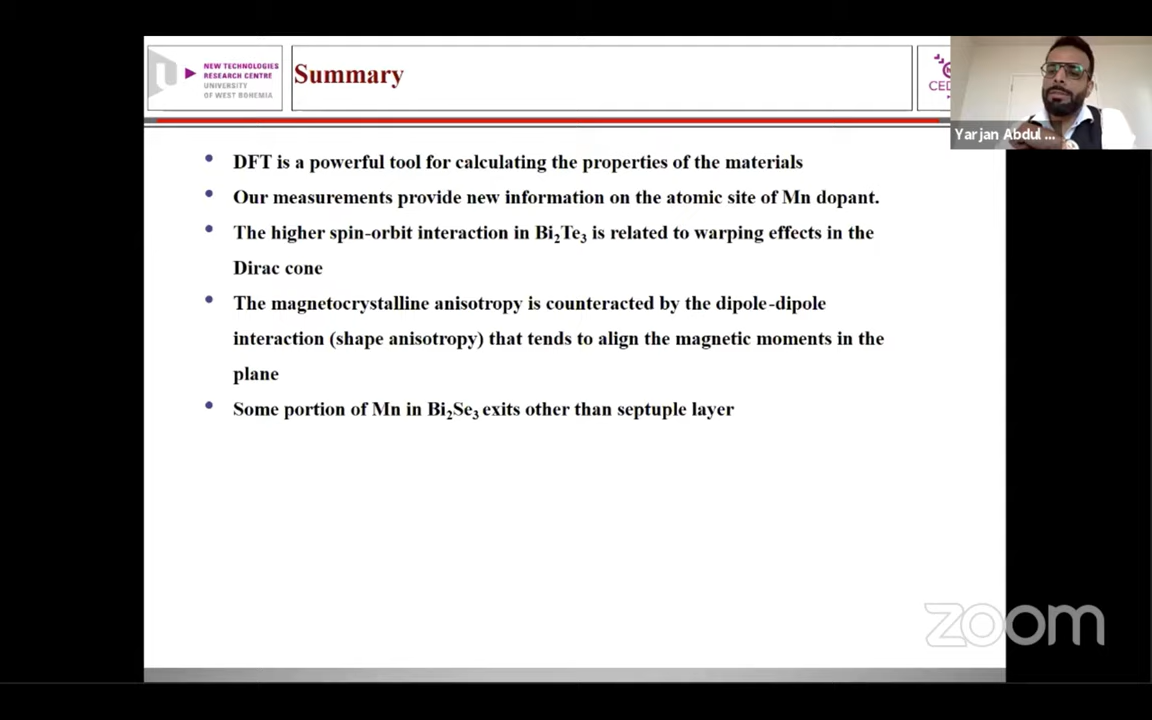 NEW TECHNOLOGIES
RESEARCH CENTRE
UNIVERSITY
OF WEST BOHEMIA
Summary
CED
Yarjan Abdul ...
• DFT is a powerful tool for calculating the properties of the materials
• Our measurements provide new information on the atomic site of Mn dopant.
• The higher spin-orbit interaction in Bi₂Te₃ is related to warping effects in the
Dirac cone
• The magnetocrystalline anisotropy is counteracted by the dipole-dipole
interaction (shape anisotropy) that tends to align the magnetic moments in the
plane
• Some portion of Mn in Bi₂Se₃ exits other than septuple layer
zoom